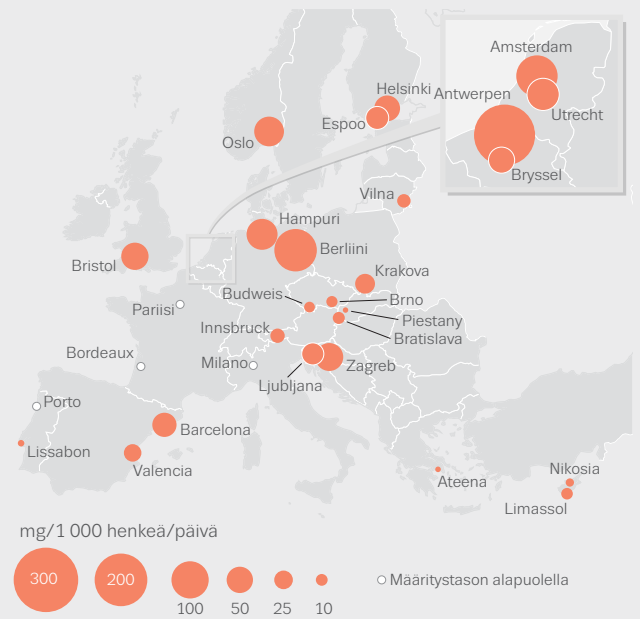 Amsterdam
Helsinki
Antwerpen
Utrecht
Espoo
Oslo
Bryssel
Vilna
Hampuri
Berliini
Bristol
Krakova
Budweis
Brno
Pariisi
Piestany
Innsbruck
Bratislava
Bordeaux
Milano
Zagreb
Ljubljana
Porto
Barcelona
Lissabon
Valencia
Ateena
Nikosia
Limassol
mg/1 000 henkeä/päivä
300
200
100
50
25
10
Määritystason alapuolella